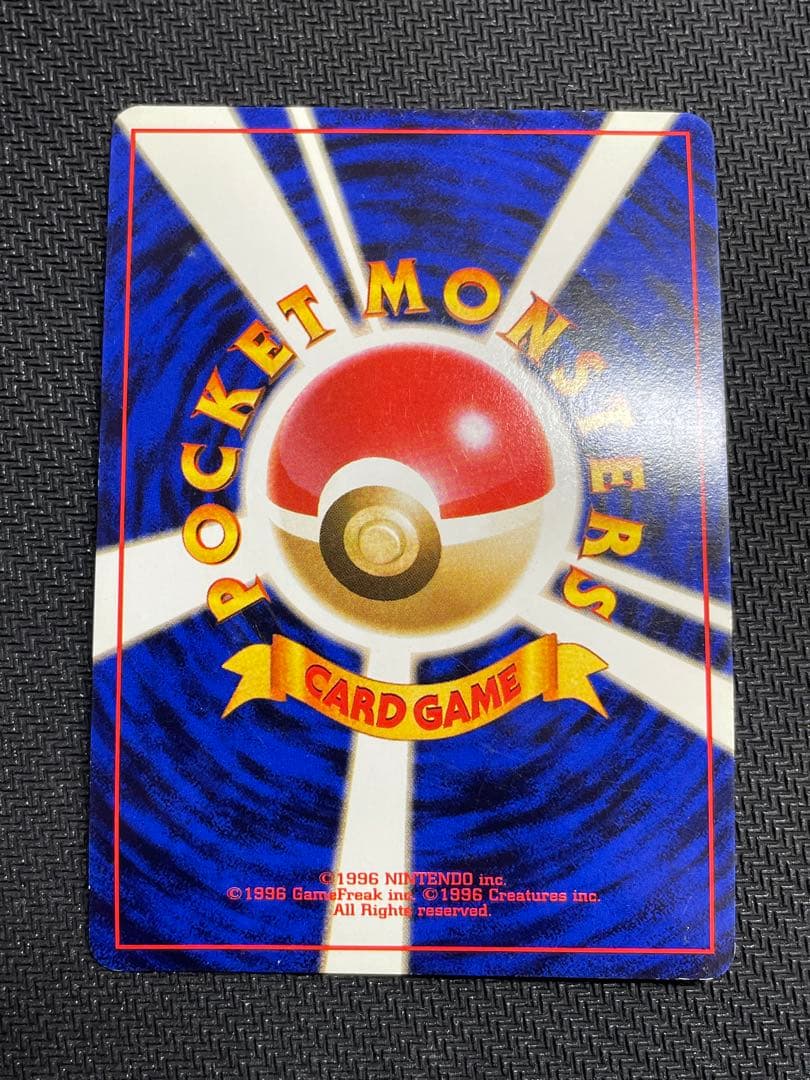 POCKET MONSTERS
CARD GAME
©1996 NINTENDO inc.
©1996 GameFreak inc. ©1996 Creatures inc.
All Rights reserved.